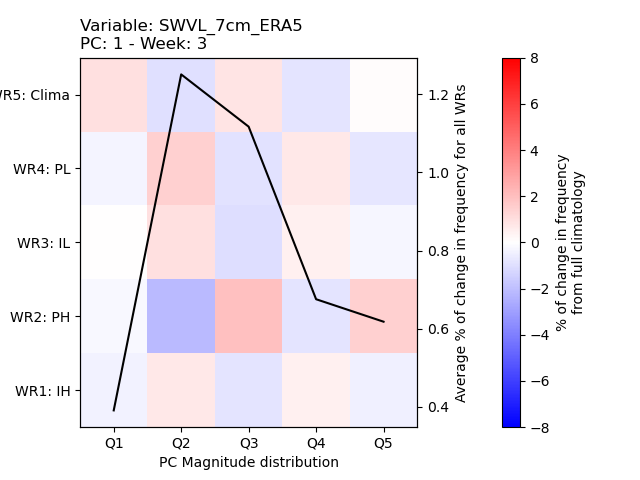 Variable: SWVL_7cm_ERA5
PC: 1 - Week: 3
WR5: Clima
WR4: PL
WR3: IL
WR2: PH
WR1: IH
Q1 Q2 Q3 Q4 Q5
PC Magnitude distribution
1.2
1.0
0.8
0.6
0.4
Average % of change in frequency for all WRs
8
6
4
2
0
−2
−4
−6
−8
% of change in frequency
from full climatology